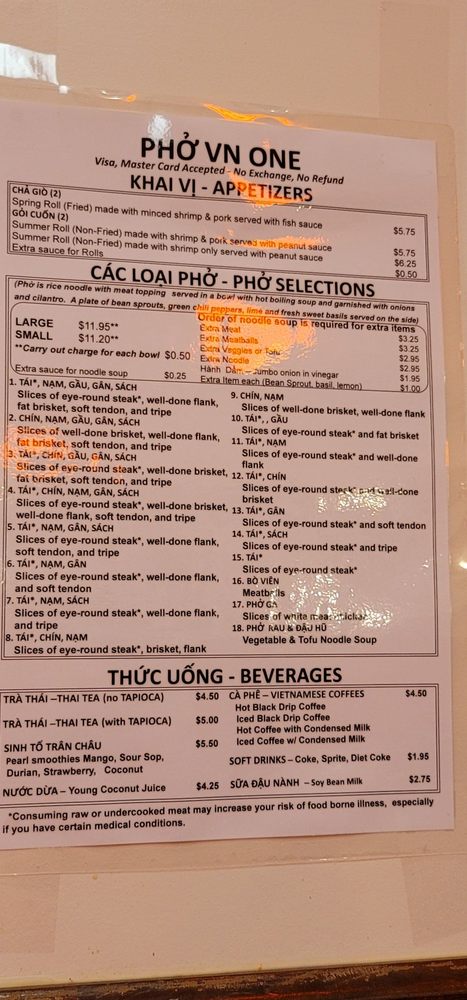 PHỞ VN ONE
Visa, Master Card Accepted - No Exchange, No Refund
KHAI VỊ - APPETIZERS
CHẢ GIÒ (2)
Spring Roll (Fried) made with minced shrimp & pork served with fish sauce $5.75
GỎI CUỐN (2)
Summer Roll (Non-Fried) made with shrimp & pork served with peanut sauce $5.75
Summer Roll (Non-Fried) made with shrimp only served with peanut sauce $6.25
Extra sauce for Rolls $0.50
CÁC LOẠI PHỞ - PHỞ SELECTIONS
(Phở is rice noodle with meat topping served in a bowl with hot boiling soup and garnished with onions
and cilantro. A plate of bean sprouts, green chili peppers, lime and fresh sweet basils served on the side)
Order of noodle soup is required for extra items
LARGE $11.95**
SMALL $11.20**
**Carry out charge for each bowl $0.50
Extra sauce for noodle soup $0.25
Extra Meat $3.25
Extra Meatballs $3.25
Extra Veggies or Tofu $2.95
Extra Noodle $2.95
Hành Dấm – Jumbo onion in vinegar $1.95
Extra Item each (Bean Sprout, basil, lemon) $1.00
1. TÁI*, NẠM, GẦU, GÂN, SÁCH
Slices of eye-round steak*, well-done flank,
fat brisket, soft tendon, and tripe
2. CHÍN, NẠM, GẦU, GÂN, SÁCH
Slices of well-done brisket, well-done flank,
fat brisket, soft tendon, and tripe
3. TÁI*, CHÍN, GẦU, GÂN, SÁCH
Slices of eye-round steak*, well-done brisket,
fat brisket, soft tendon, and tripe
4. TÁI*, CHÍN, NẠM, GÂN, SÁCH
Slices of eye-round steak*, well-done brisket,
well-done flank, soft tendon, and tripe
5. TÁI*, NẠM, GÂN, SÁCH
Slices of eye-round steak*, well-done flank,
soft tendon, and tripe
6. TÁI*, NẠM, GÂN
Slices of eye-round steak*, well-done flank,
and soft tendon
7. TÁI*, NẠM, SÁCH
Slices of eye-round steak*, well-done flank,
and tripe
8. TÁI*, CHÍN, NẠM
Slices of eye-round steak*, brisket, flank
9. CHÍN, NẠM
Slices of well-done brisket, well-done flank
10. TÁI*, , GẦU
Slices of eye-round steak* and fat brisket
11. TÁI*, NẠM
Slices of eye-round steak* and well-done
flank
12. TÁI*, CHÍN
Slices of eye-round steak* and well-done
brisket
13. TÁI*, GÂN
Slices of eye-round steak* and soft tendon
14. TÁI*, SÁCH
Slices of eye-round steak* and tripe
15. TÁI*
Slices of eye-round steak*
16. BÒ VIÊN
Meatballs
17. PHỞ GÀ
Slices of white meat chicken
18. PHỞ RAU & ĐẬU HŨ
Vegetable & Tofu Noodle Soup
THỨC UỐNG - BEVERAGES
TRÀ THÁI –THAI TEA (no TAPIOCA) $4.50
TRÀ THÁI –THAI TEA (with TAPIOCA) $5.00
SINH TỐ TRÂN CHÂU $5.50
Pearl smoothies Mango, Sour Sop,
Durian, Strawberry, Coconut
NƯỚC DỪA – Young Coconut Juice $4.25
CÀ PHÊ – VIETNAMESE COFFEES $4.50
Hot Black Drip Coffee
Iced Black Drip Coffee
Hot Coffee with Condensed Milk
Iced Coffee w/ Condensed Milk
SOFT DRINKS – Coke, Sprite, Diet Coke $1.95
SỮA ĐẬU NÀNH – Soy Bean Milk $2.75
*Consuming raw or undercooked meat may increase your risk of food borne illness, especially
if you have certain medical conditions.